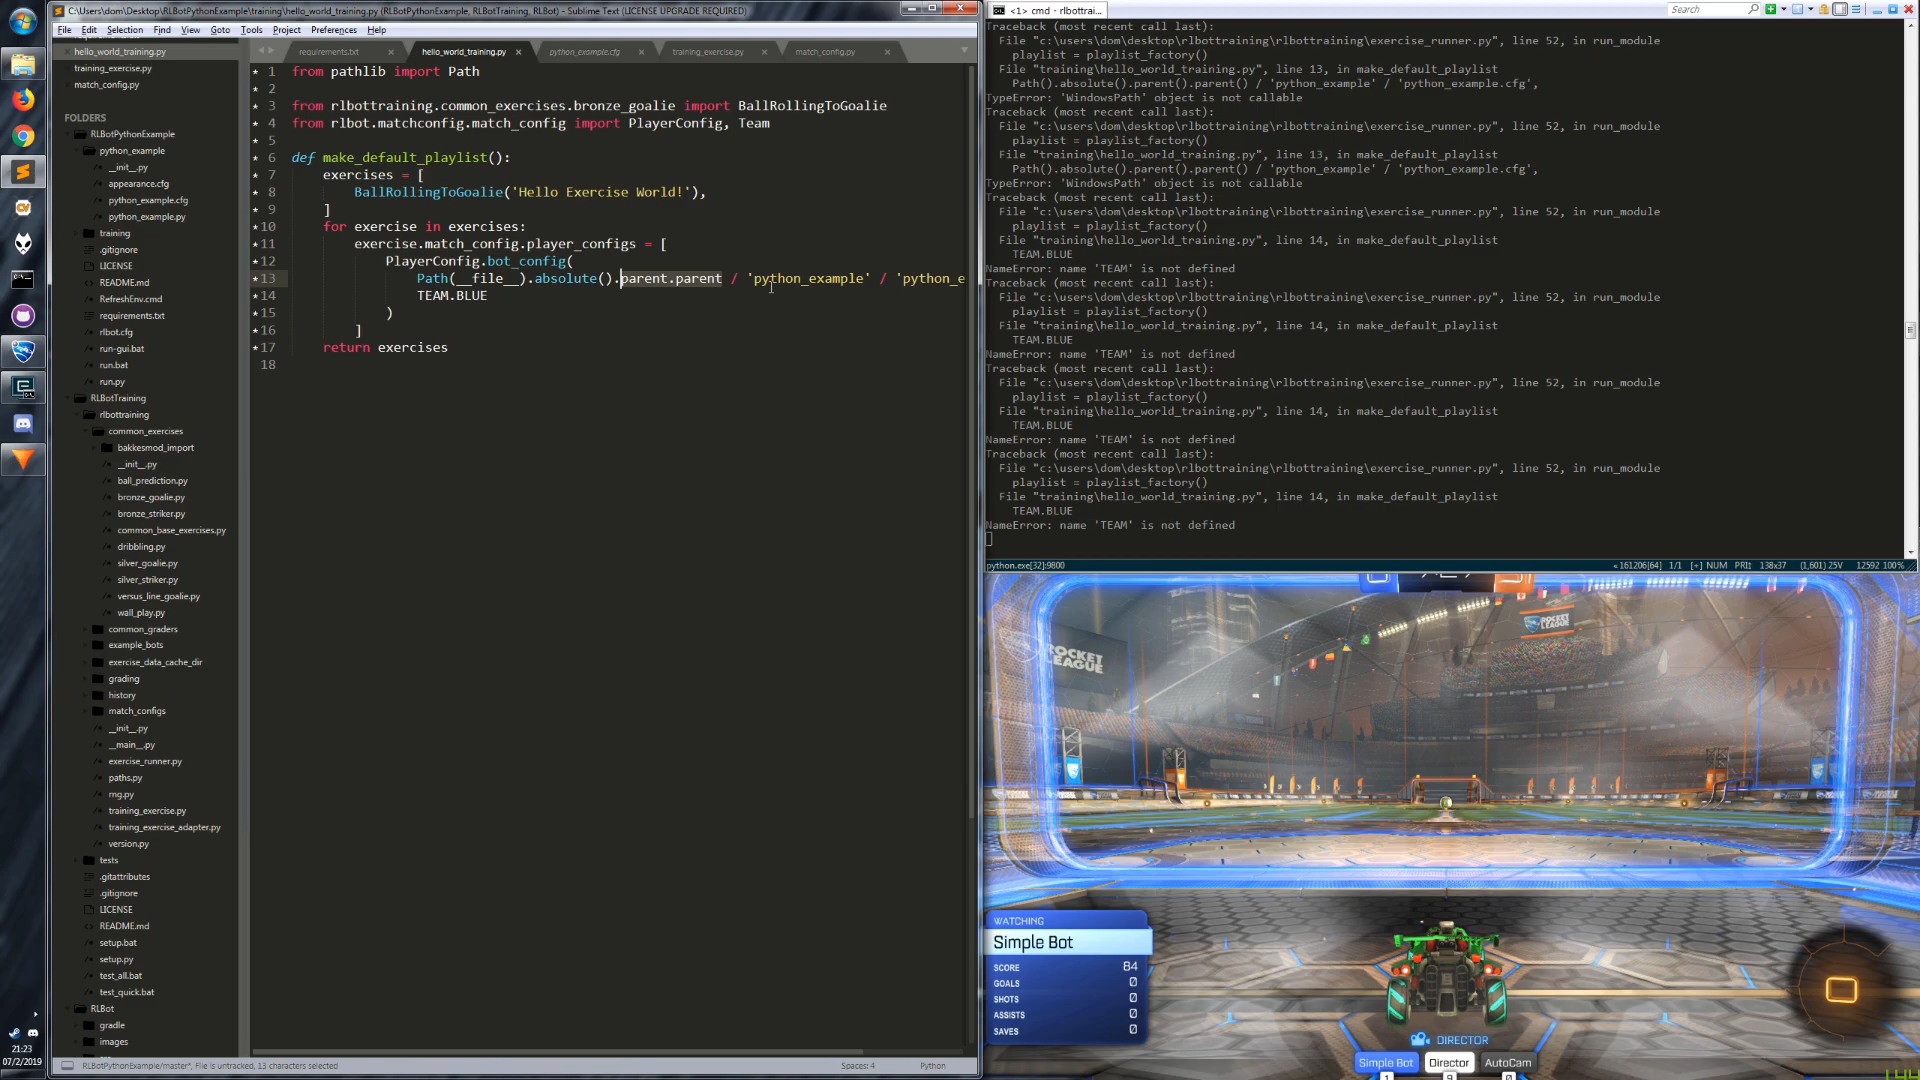 C:\Users\dom\Desktop\RLBotPythonExample\training\hello_world_training.py (RLBotPythonExample, RLBotTraining, RLBot) - Sublime Text (LICENSE UPGRADE REQUIRED)
File Edit Selection Find View Goto Tools Project Preferences Help
hello_world_training.py
training_exercise.py
match_config.py
FOLDERS
RLBotPythonExample
python_example
__init__.py
appearance.cfg
python_example.cfg
python_example.py
training
.gitignore
LICENSE
README.md
RefreshEnv.cmd
requirements.txt
rlbot.cfg
run-gui.bat
run.bat
run.py
RLBotTraining
rlbottraining
common_exercises
bakkesmod_import
__init__.py
ball_prediction.py
bronze_goalie.py
bronze_striker.py
common_base_exercises.py
dribbling.py
silver_goalie.py
silver_striker.py
versus_line_goalie.py
wall_play.py
common_graders
example_bots
exercise_data_cache_dir
grading
history
match_configs
__init__.py
__main__.py
exercise_runner.py
paths.py
rng.py
training_exercise.py
training_exercise_adapter.py
version.py
tests
.gitattributes
.gitignore
LICENSE
README.md
setup.bat
setup.py
test_all.bat
test_quick.bat
RLBot
gradle
images
requirements.txt hello_world_training.py python_example.cfg training_exercise.py match_config.py
1 from pathlib import Path
2
3 from rlbottraining.common_exercises.bronze_goalie import BallRollingToGoalie
4 from rlbot.matchconfig.match_config import PlayerConfig, Team
5
6 def make_default_playlist():
7 exercises = [
8 BallRollingToGoalie('Hello Exercise World!'),
9 ]
10 for exercise in exercises:
11 exercise.match_config.player_configs = [
12 PlayerConfig.bot_config(
13 Path(__file__).absolute().parent.parent / 'python_example' / 'python_e
14 TEAM.BLUE
15 )
16 ]
17 return exercises
18
RLBotPythonExample/master*, File is untracked, 13 characters selected
Spaces: 4
Python
<1> cmd - rlbottrai...
Search
Traceback (most recent call last):
File "c:\users\dom\desktop\rlbottraining\rlbottraining\exercise_runner.py", line 52, in run_module
playlist = playlist_factory()
File "training\hello_world_training.py", line 13, in make_default_playlist
Path().absolute().parent.parent() / 'python_example' / 'python_example.cfg',
TypeError: 'WindowsPath' object is not callable
Traceback (most recent call last):
File "c:\users\dom\desktop\rlbottraining\rlbottraining\exercise_runner.py", line 52, in run_module
playlist = playlist_factory()
File "training\hello_world_training.py", line 13, in make_default_playlist
Path().absolute().parent.parent() / 'python_example' / 'python_example.cfg',
TypeError: 'WindowsPath' object is not callable
Traceback (most recent call last):
File "c:\users\dom\desktop\rlbottraining\rlbottraining\exercise_runner.py", line 52, in run_module
playlist = playlist_factory()
File "training\hello_world_training.py", line 14, in make_default_playlist
TEAM.BLUE
NameError: name 'TEAM' is not defined
Traceback (most recent call last):
File "c:\users\dom\desktop\rlbottraining\rlbottraining\exercise_runner.py", line 52, in run_module
playlist = playlist_factory()
File "training\hello_world_training.py", line 14, in make_default_playlist
TEAM.BLUE
NameError: name 'TEAM' is not defined
Traceback (most recent call last):
File "c:\users\dom\desktop\rlbottraining\rlbottraining\exercise_runner.py", line 52, in run_module
playlist = playlist_factory()
File "training\hello_world_training.py", line 14, in make_default_playlist
TEAM.BLUE
NameError: name 'TEAM' is not defined
Traceback (most recent call last):
File "c:\users\dom\desktop\rlbottraining\rlbottraining\exercise_runner.py", line 52, in run_module
playlist = playlist_factory()
File "training\hello_world_training.py", line 14, in make_default_playlist
TEAM.BLUE
NameError: name 'TEAM' is not defined
python.exe[32]:9800
« 161206[64] 1/1 [+] NUM PRI: 138x37 (1,601) 25V 12592 100%
ROCKET LEAGUE
ROCKET
LEAGUE
WATCHING
Simple Bot
SCORE 84
GOALS 0
SHOTS 0
ASSISTS 0
SAVES 0
DIRECTOR
Simple Bot Director AutoCam
1 9 0
21:23
07/2/2019